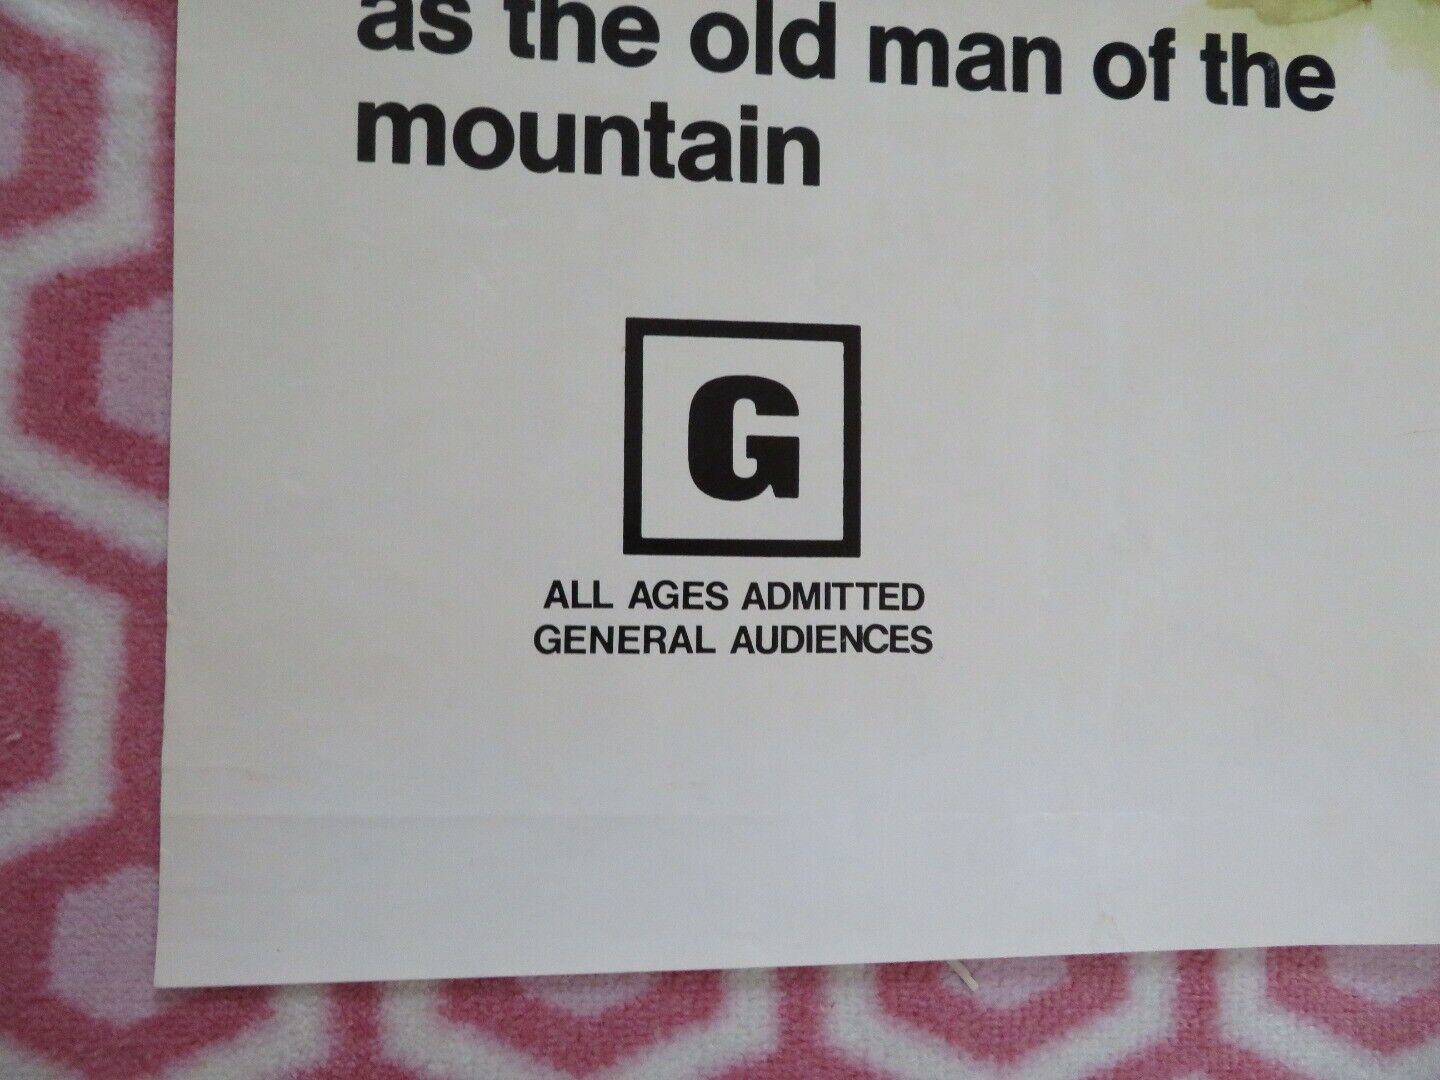 as the old man of the
mountain
G
ALL AGES ADMITTED
GENERAL AUDIENCES